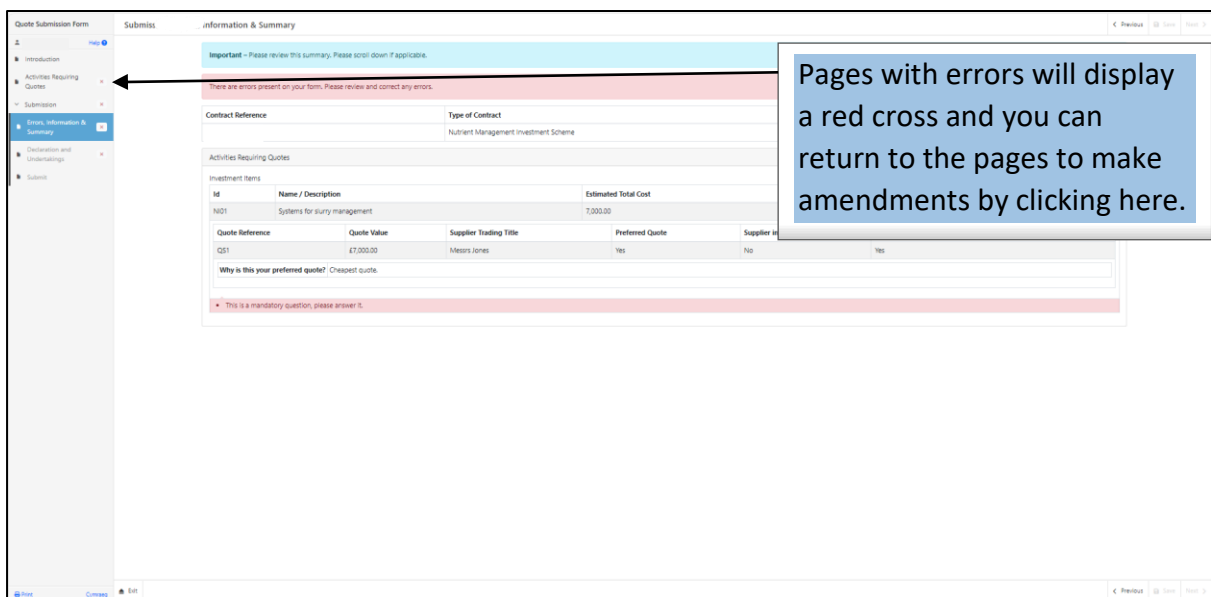 Quote Submission Form
Submiss
nformation & Summary
Previous
Save
Next
Help
Introduction
Activities Requiring
Quotes
Submission
Errors, Information &
Summary
Declaration and
Undertakings
Submit
Important – Please review this summary. Please scroll down if applicable.
There are errors present on your form. Please review and correct any errors.
Contract Reference
Type of Contract
Nutrient Management Investment Scheme
Activities Requiring Quotes
Investment Items
Id
Name / Description
Estimated Total Cost
NI01
Systems for slurry management
7,000.00
Quote Reference
Quote Value
Supplier Trading Title
Preferred Quote
Supplier in
QS1
£7,000.00
Messrs Jones
Yes
No
Yes
Why is this your preferred quote? Cheapest quote.
This is a mandatory question, please answer it.
Pages with errors will display
a red cross and you can
return to the pages to make
amendments by clicking here.
Print
Cymraeg
Exit
Previous
Save
Next